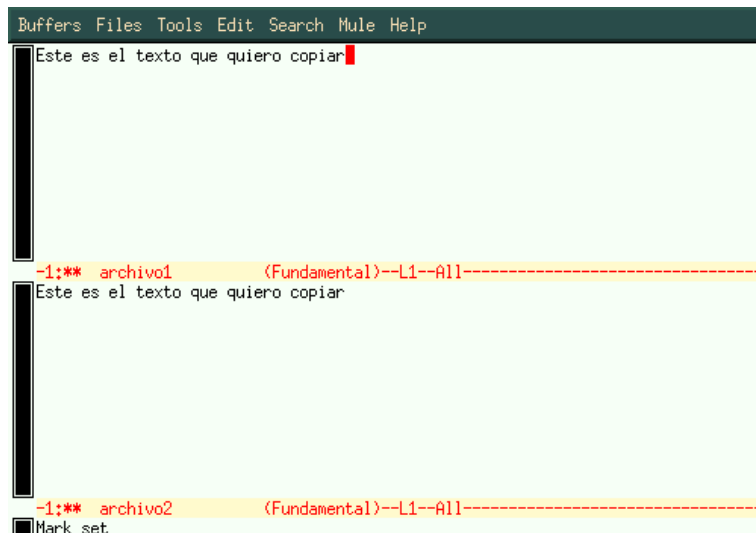 Buffers Files Tools Edit Search Mule Help
Este es el texto que quiero copiar
-1:** archivo1 (Fundamental)--L1--All----------------------------------
Este es el texto que quiero copiar
-1:** archivo2 (Fundamental)--L1--All----------------------------------
Mark set